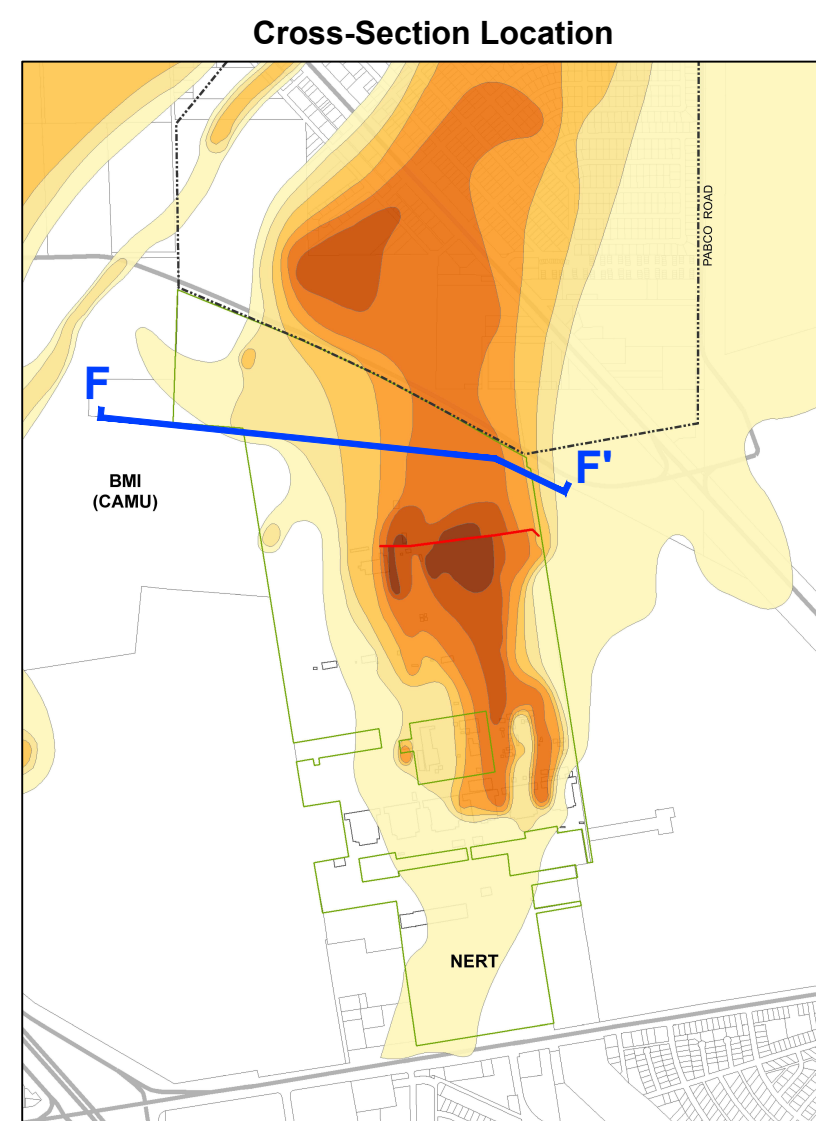 Cross-Section Location
PABCO ROAD
F
F'
BMI
(CAMU)
NERT